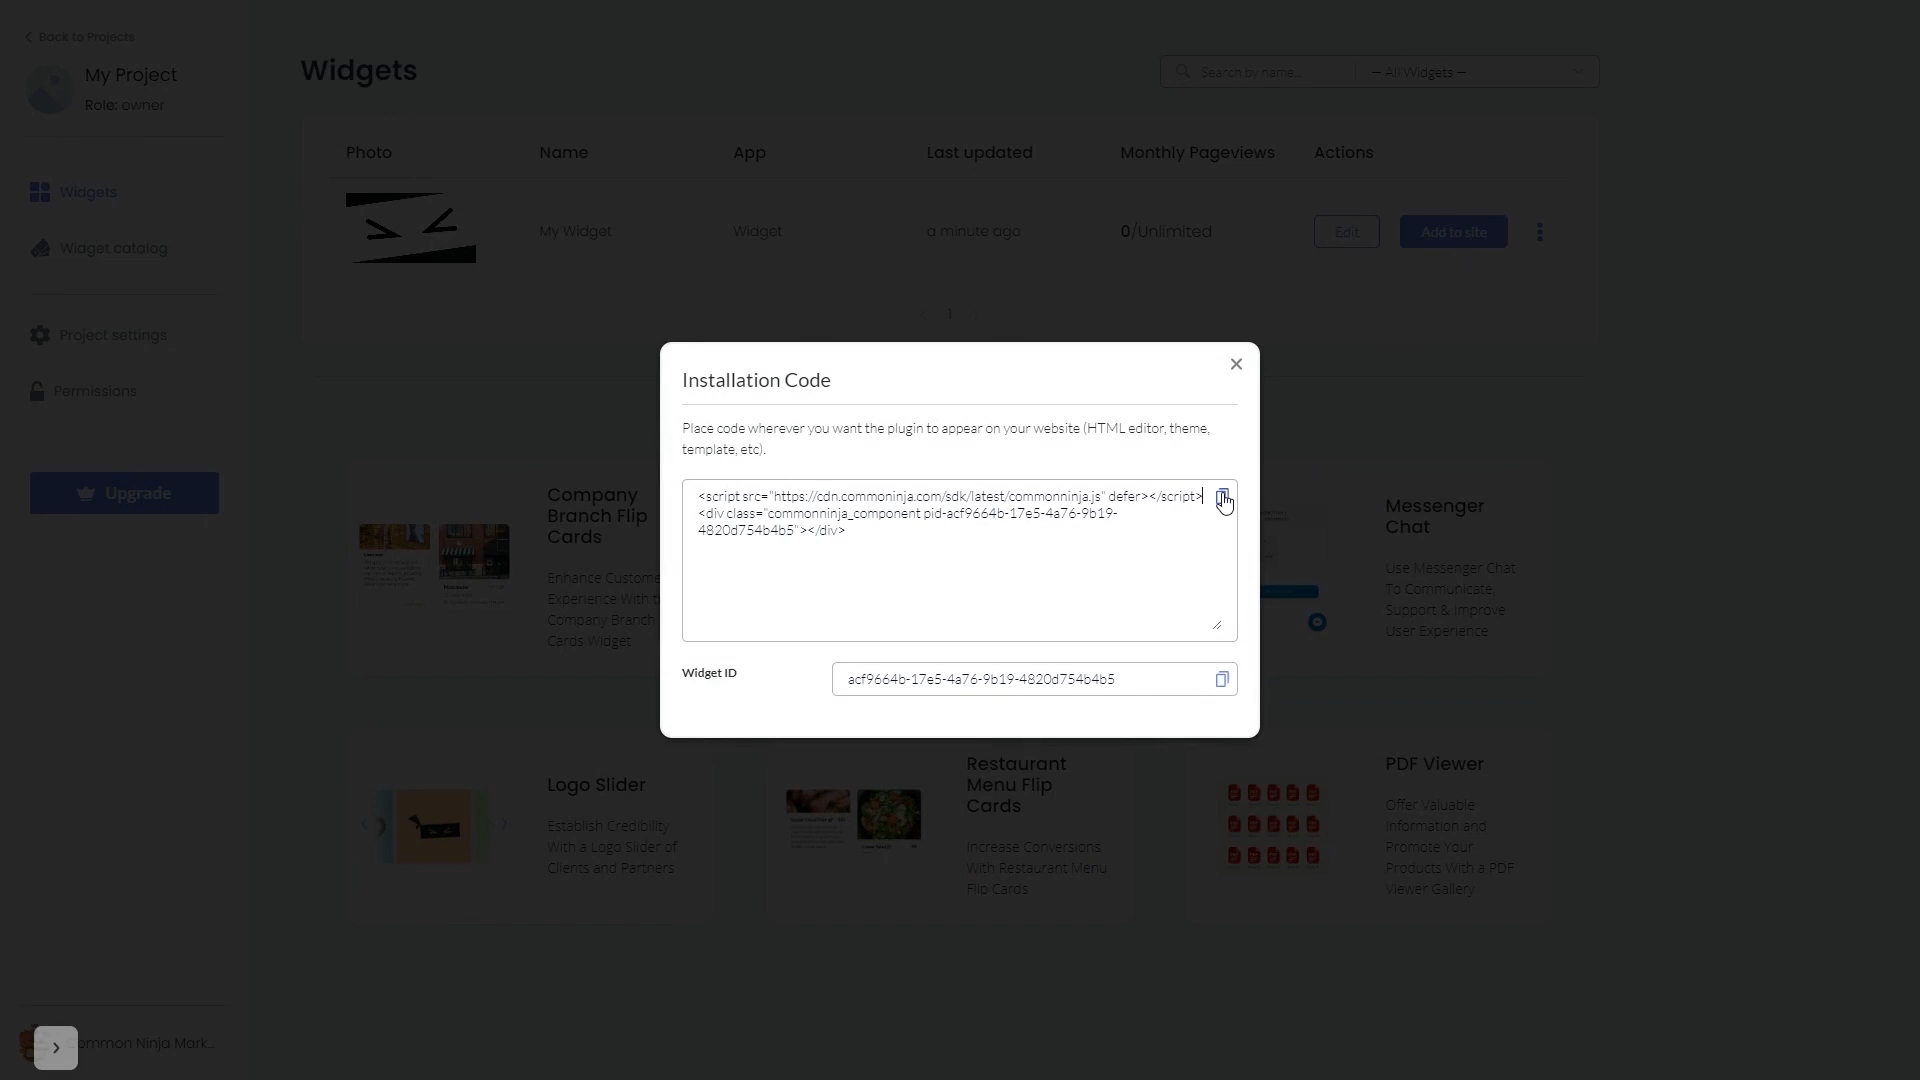 Back to Projects
My Project
Role: owner
Widgets
Widget catalog
Project settings
Permissions
Upgrade
Widgets
Search by name...
— All Widgets —
Photo
Name
App
Last updated
Monthly Pageviews
Actions
My Widget
Widget
a minute ago
0/Unlimited
Edit
Add to site
1
Installation Code
Place code wherever you want the plugin to appear on your website (HTML editor, theme,
template, etc).
<script src="https://cdn.commoninja.com/sdk/latest/commonninja.js" defer></script>
<div class="commonninja_component pid-acf9664b-17e5-4a76-9b19-
4820d754b4b5"></div>
Widget ID
acf9664b-17e5-4a76-9b19-4820d754b4b5
Company
Branch Flip
Cards
Enhance Custome
Experience With
Company Branch
Cards Widget
Messenger
Chat
Use Messenger Chat
To Communicate,
Support & Improve
User Experience
Logo Slider
Establish Credibility
With a Logo Slider of
Clients and Partners
Restaurant
Menu Flip
Cards
Increase Conversions
With Restaurant Menu
Flip Cards
PDF Viewer
Offer Valuable
Information and
Promote Your
Products With a PDF
Viewer Gallery
ommon Ninja Mark...